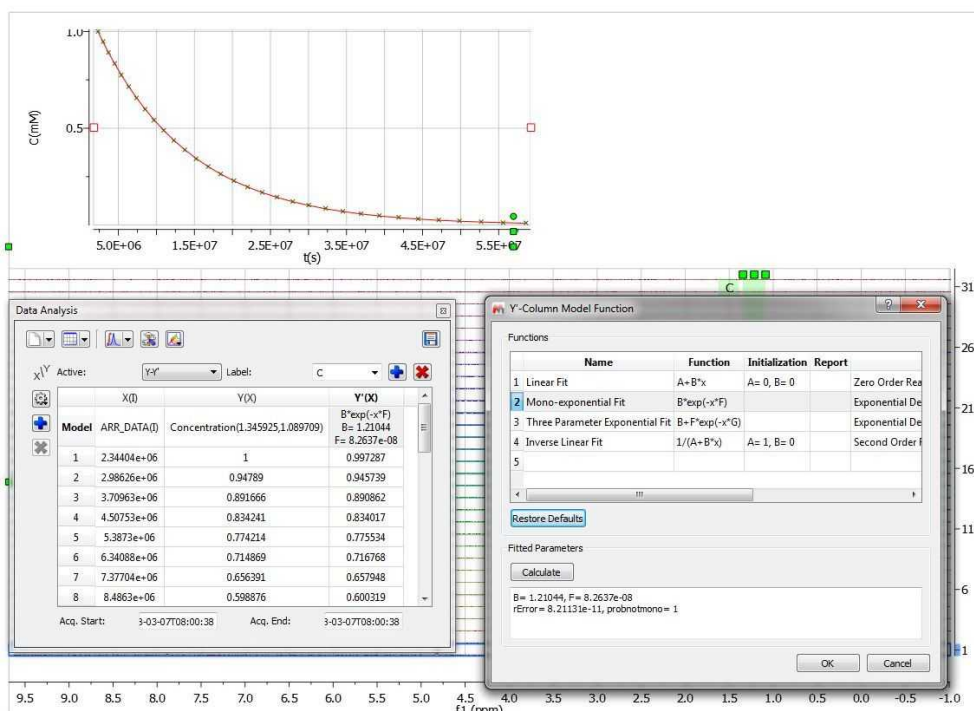 1.0
0.5
C(mM)
5.0E+06 1.5E+07 2.5E+07 3.5E+07 4.5E+07 5.5E+07
t(s)
C
31
26
21
16
11
6
1
Data Analysis
Active: Y-Y' Label: C
X(I) Y(X) Y'(X)
Model ARR_DATA(I) Concentration(1.345925,1.089709) B*exp(-x*F)
B= 1.21044
F= 8.2637e-08
1 2.34404e+06 1 0.997287
2 2.98626e+06 0.94789 0.945739
3 3.70963e+06 0.891666 0.890862
4 4.50753e+06 0.834241 0.834017
5 5.3873e+06 0.774214 0.775534
6 6.34088e+06 0.714869 0.716768
7 7.37704e+06 0.656391 0.657948
8 8.4863e+06 0.598876 0.600319
Acq. Start: 3-03-07T08:00:38 Acq. End: 3-03-07T08:00:38
Y'-Column Model Function
Functions
Name Function Initialization Report
1 Linear Fit A+B*x A= 0, B= 0 Zero Order Rea
2 Mono-exponential Fit B*exp(-x*F) Exponential De
3 Three Parameter Exponential Fit B+F*exp(-x*G) Exponential De
4 Inverse Linear Fit 1/(A+B*x) A= 1, B= 0 Second Order
5
Restore Defaults
Fitted Parameters
Calculate
B= 1.21044, F= 8.2637e-08
rError= 8.21131e-11, probnotmono= 1
OK Cancel
9.5 9.0 8.5 8.0 7.5 7.0 6.5 6.0 5.5 5.0 4.5 4.0 3.5 3.0 2.5 2.0 1.5 1.0 0.5 0.0 -0.5 -1.0
f1 (ppm)